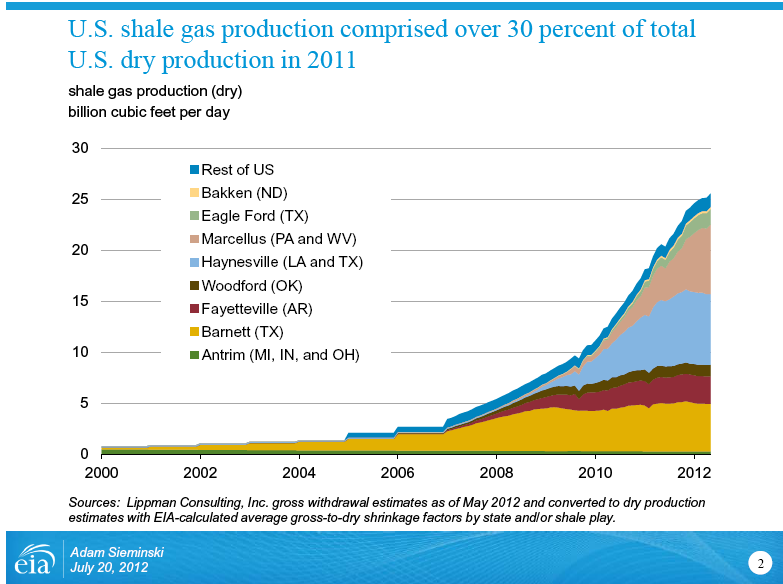 U.S. shale gas production comprised over 30 percent of total
U.S. dry production in 2011
shale gas production (dry)
billion cubic feet per day
30
25
20
15
10
5
0
Rest of US
Bakken (ND)
Eagle Ford (TX)
Marcellus (PA and WV)
Haynesville (LA and TX)
Woodford (OK)
Fayetteville (AR)
Barnett (TX)
Antrim (MI, IN, and OH)
2000 2002 2004 2006 2008 2010 2012
Sources: Lippman Consulting, Inc. gross withdrawal estimates as of May 2012 and converted to dry production
estimates with EIA-calculated average gross-to-dry shrinkage factors by state and/or shale play.
eia
Adam Sieminski
July 20, 2012
2